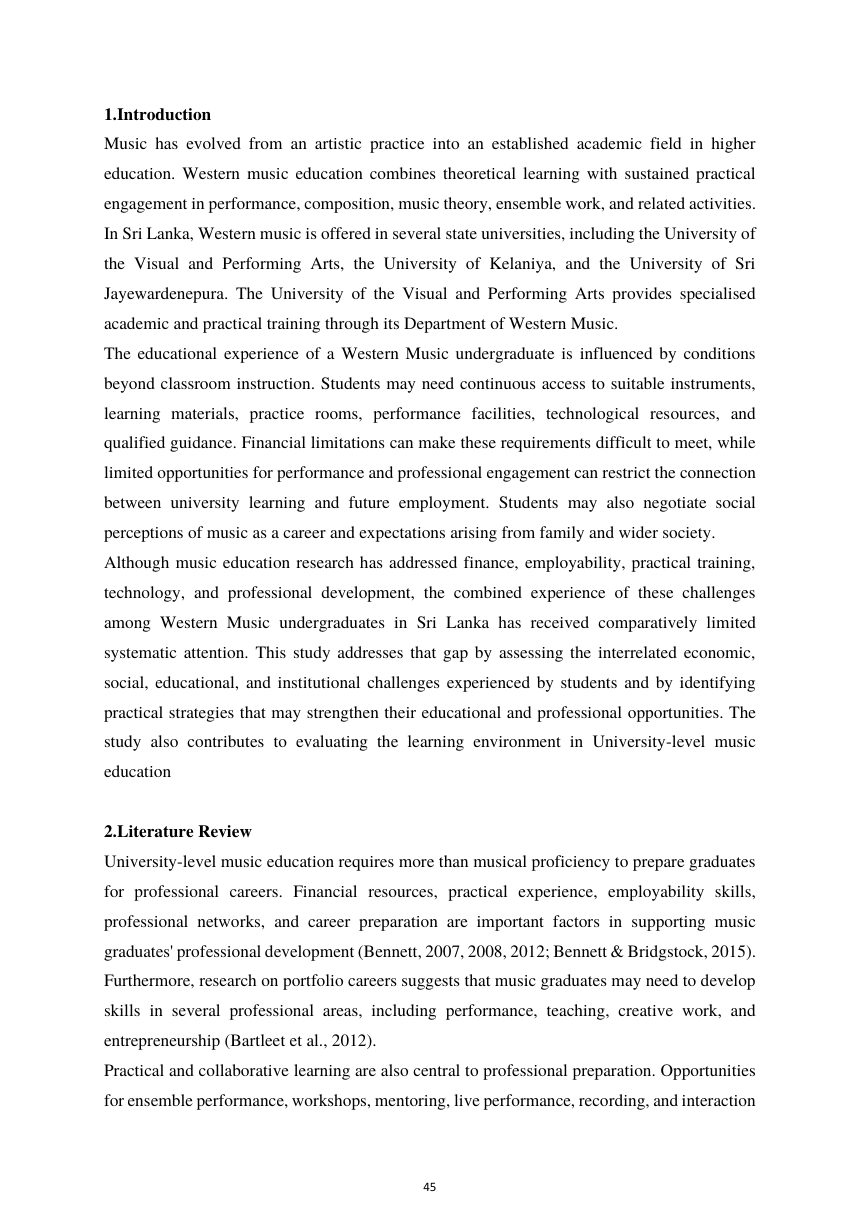 1.Introduction
Music has evolved from an artistic practice into an established academic field in higher
education. Western music education combines theoretical learning with sustained practical
engagement in performance, composition, music theory, ensemble work, and related activities.
In Sri Lanka, Western music is offered in several state universities, including the University of
the Visual and Performing Arts, the University of Kelaniya, and the University of Sri
Jayewardenepura. The University of the Visual and Performing Arts provides specialised
academic and practical training through its Department of Western Music.
The educational experience of a Western Music undergraduate is influenced by conditions
beyond classroom instruction. Students may need continuous access to suitable instruments,
learning materials, practice rooms, performance facilities, technological resources, and
qualified guidance. Financial limitations can make these requirements difficult to meet, while
limited opportunities for performance and professional engagement can restrict the connection
between university learning and future employment. Students may also negotiate social
perceptions of music as a career and expectations arising from family and wider society.
Although music education research has addressed finance, employability, practical training,
technology, and professional development, the combined experience of these challenges
among Western Music undergraduates in Sri Lanka has received comparatively limited
systematic attention. This study addresses that gap by assessing the interrelated economic,
social, educational, and institutional challenges experienced by students and by identifying
practical strategies that may strengthen their educational and professional opportunities. The
study also contributes to evaluating the learning environment in University-level music
education
2.Literature Review
University-level music education requires more than musical proficiency to prepare graduates
for professional careers. Financial resources, practical experience, employability skills,
professional networks, and career preparation are important factors in supporting music
graduates' professional development (Bennett, 2007, 2008, 2012; Bennett & Bridgstock, 2015).
Furthermore, research on portfolio careers suggests that music graduates may need to develop
skills in several professional areas, including performance, teaching, creative work, and
entrepreneurship (Bartleet et al., 2012).
Practical and collaborative learning are also central to professional preparation. Opportunities
for ensemble performance, workshops, mentoring, live performance, recording, and interaction
45